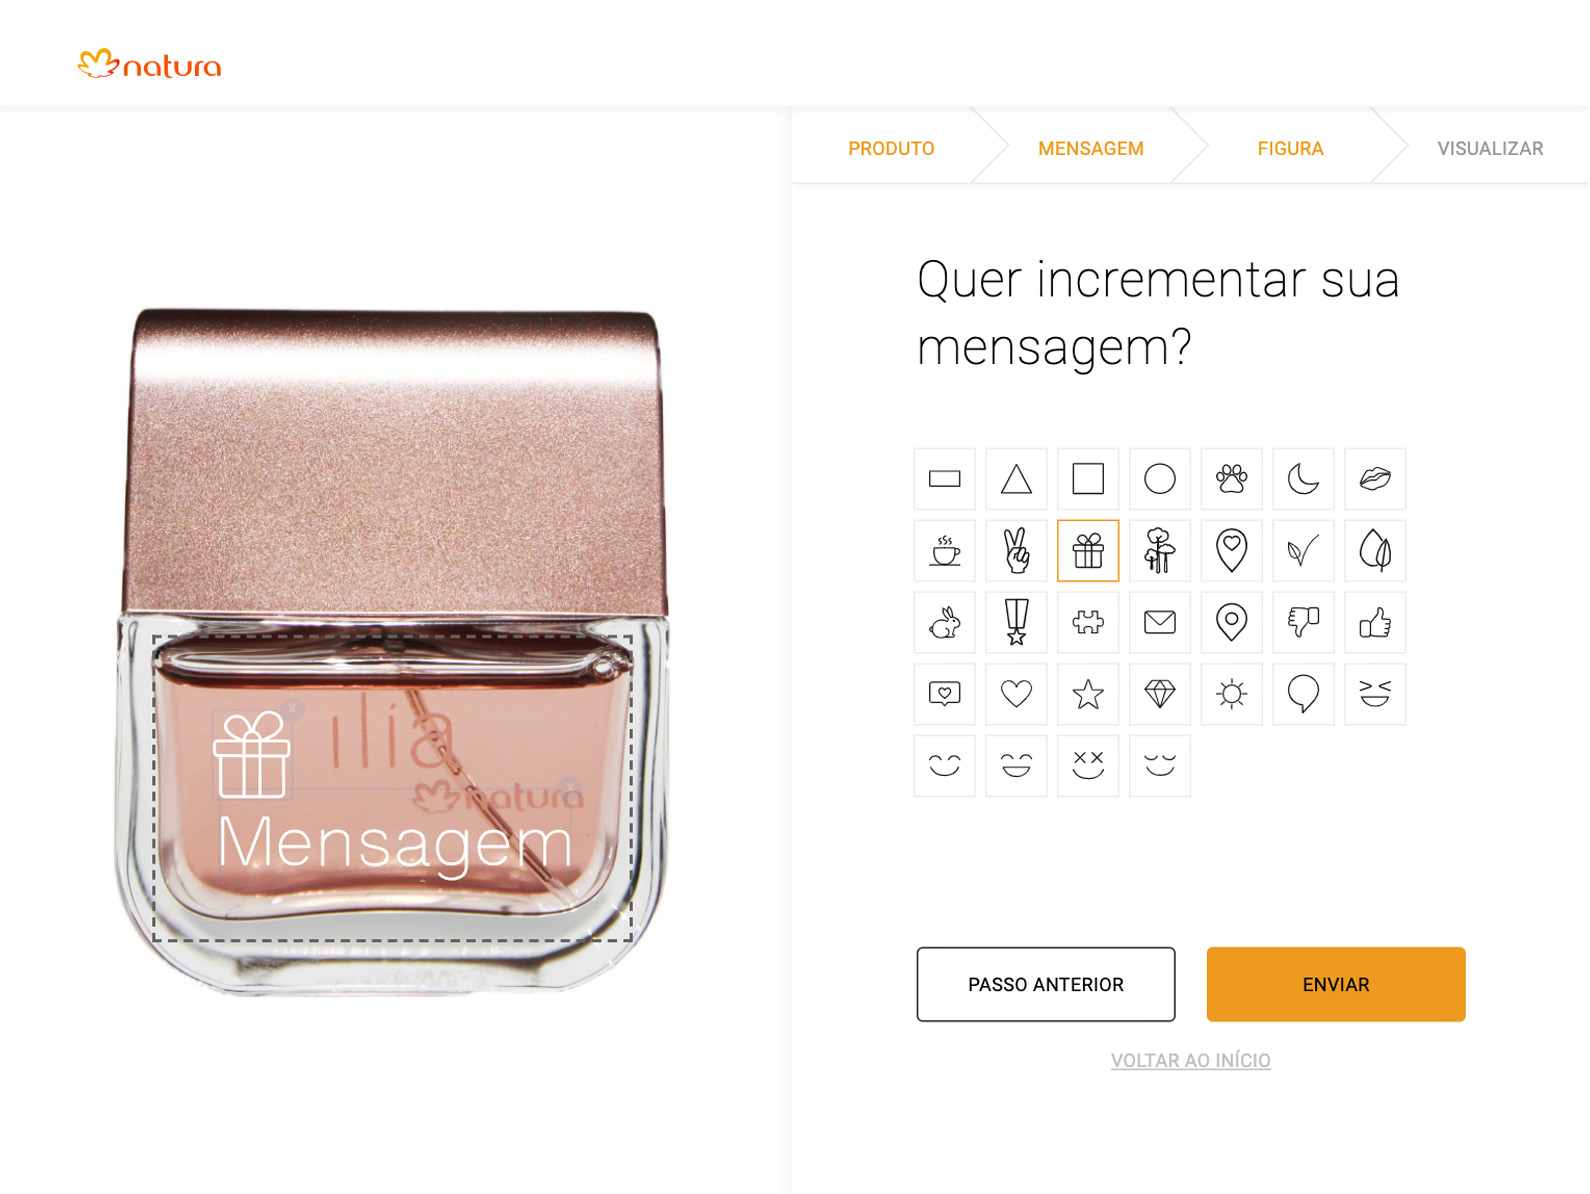 natura
PRODUTO
MENSAGEM
FIGURA
VISUALIZAR
Quer incrementar sua
mensagem?
x
ilía
x
natura
Mensagem
PASSO ANTERIOR
ENVIAR
VOLTAR AO INÍCIO